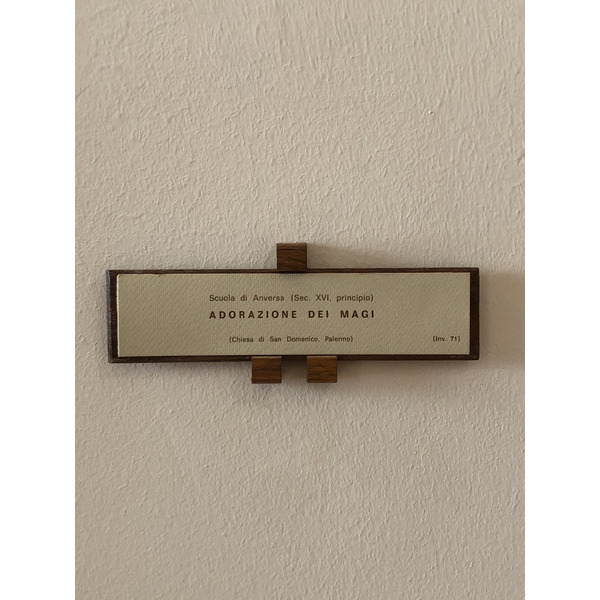 Scuola di Anversa (Sec. XVI, principio)
ADORAZIONE DEI MAGI
(Chiesa di San Domenico, Palermo) (Inv. 71)